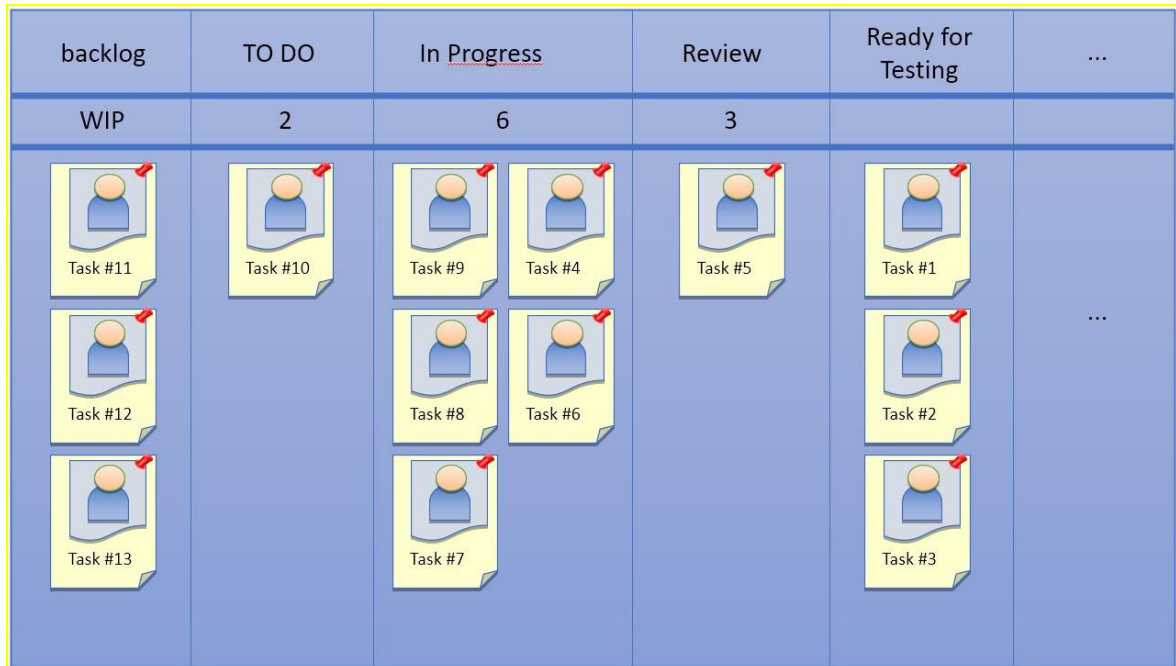 backlog
TO DO
In Progress
Review
Ready for
Testing
...
WIP
2
6
3
Task #11
Task #10
Task #9
Task #4
Task #5
Task #1
...
Task #12
Task #8
Task #6
Task #2
Task #13
Task #7
Task #3